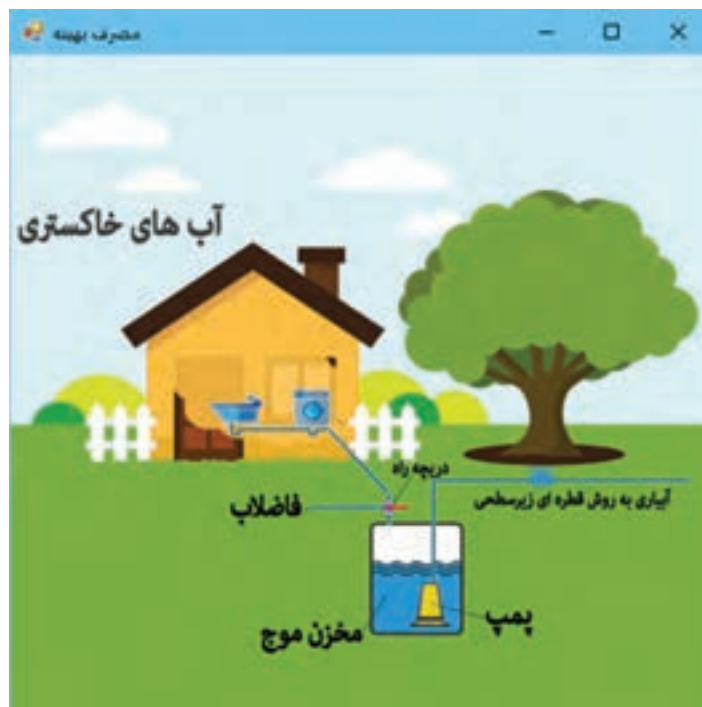 مصرف بهینه
آب های خاکستری
دریچه راه
آبیاری به روش قطره ای زیرسطحی
فاضلاب
پمپ
مخزن موج